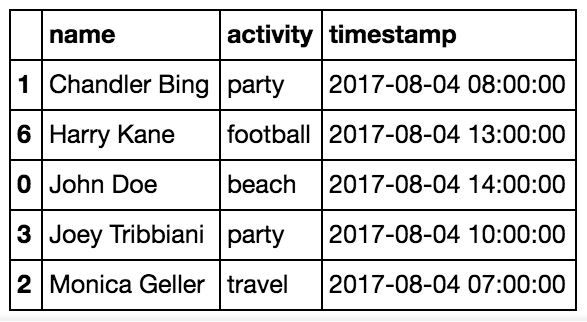 name activity timestamp
1 Chandler Bing party 2017-08-04 08:00:00
6 Harry Kane football 2017-08-04 13:00:00
0 John Doe beach 2017-08-04 14:00:00
3 Joey Tribbiani party 2017-08-04 10:00:00
2 Monica Geller travel 2017-08-04 07:00:00